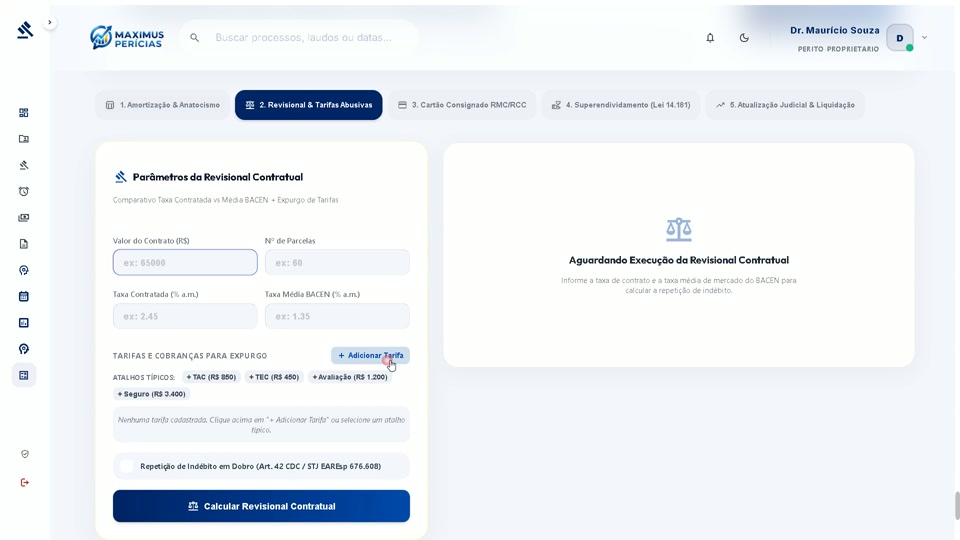 MAXIMUS
PERÍCIAS
Buscar processos, laudos ou datas...
Dr. Maurício Souza
PERITO PROPRIETARIO
D
1. Amortização & Anatocismo
2. Revisional & Tarifas Abusivas
3. Cartão Consignado RMC/RCC
4. Superendividamento (Lei 14.181)
5. Atualização Judicial & Liquidação
Parâmetros da Revisional Contratual
Comparativo Taxa Contratada vs Média BACEN + Expurgo de Tarifas
Valor do Contrato (R$)
Nº de Parcelas
ex: 65000
ex: 60
Taxa Contratada (% a.m.)
Taxa Média BACEN (% a.m.)
ex: 2.45
ex: 1.35
TARIFAS E COBRANÇAS PARA EXPURGO
+ Adicionar Tarifa
ATALHOS TÍPICOS:
+ TAC (R$ 850)
+ TEC (R$ 450)
+ Avaliação (R$ 1.200)
+ Seguro (R$ 3.400)
Nenhuma tarifa cadastrada. Clique acima em "+ Adicionar Tarifa" ou selecione um atalho
típico.
Repetição de Indébito em Dobro (Art. 42 CDC / STJ EAREsp 676.608)
Calcular Revisional Contratual
Aguardando Execução da Revisional Contratual
Informe a taxa de contrato e a taxa média de mercado do BACEN para
calcular a repetição de indébito.